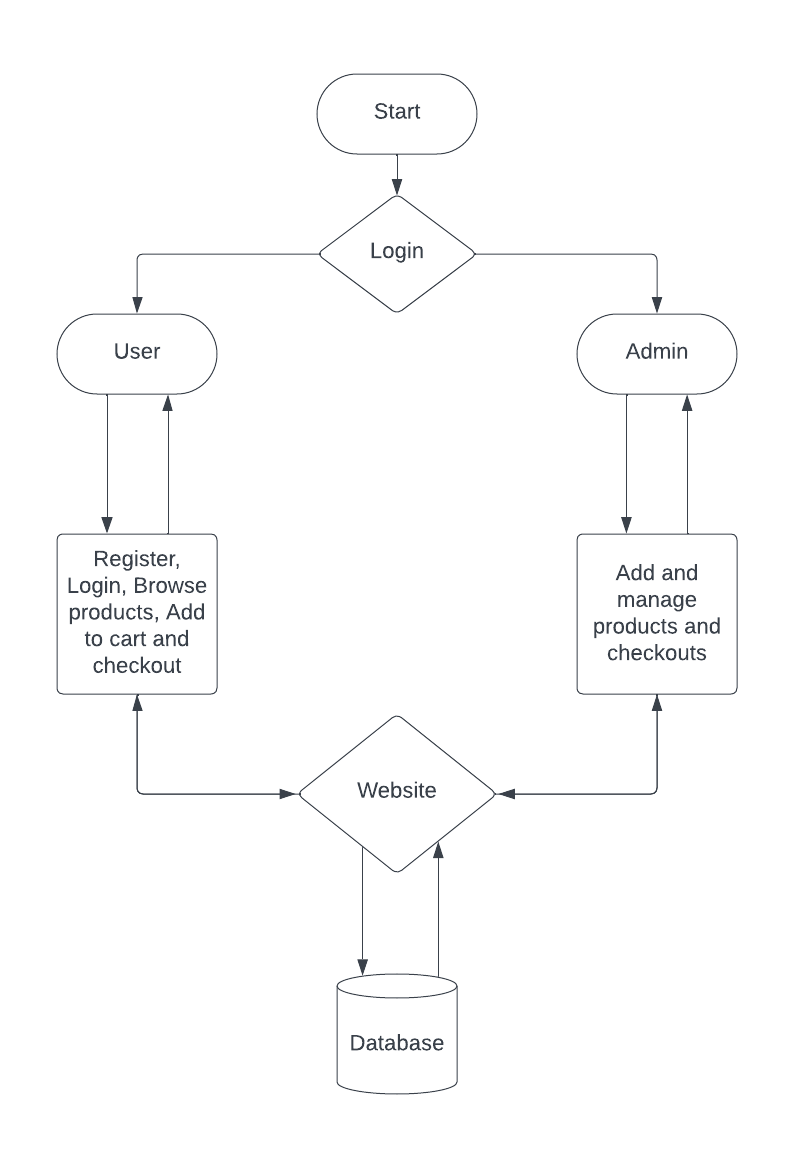 Start
Login
User
Admin
Register,
Login, Browse
products, Add
to cart and
checkout
Add and
manage
products and
checkouts
Website
Database